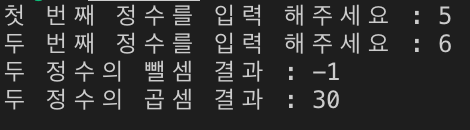 첫 번째 정수를 입력 해주세요 : 5
두 번째 정수를 입력 해주세요 : 6
두 정수의 뺄셈 결과 : -1
두 정수의 곱셈 결과 : 30